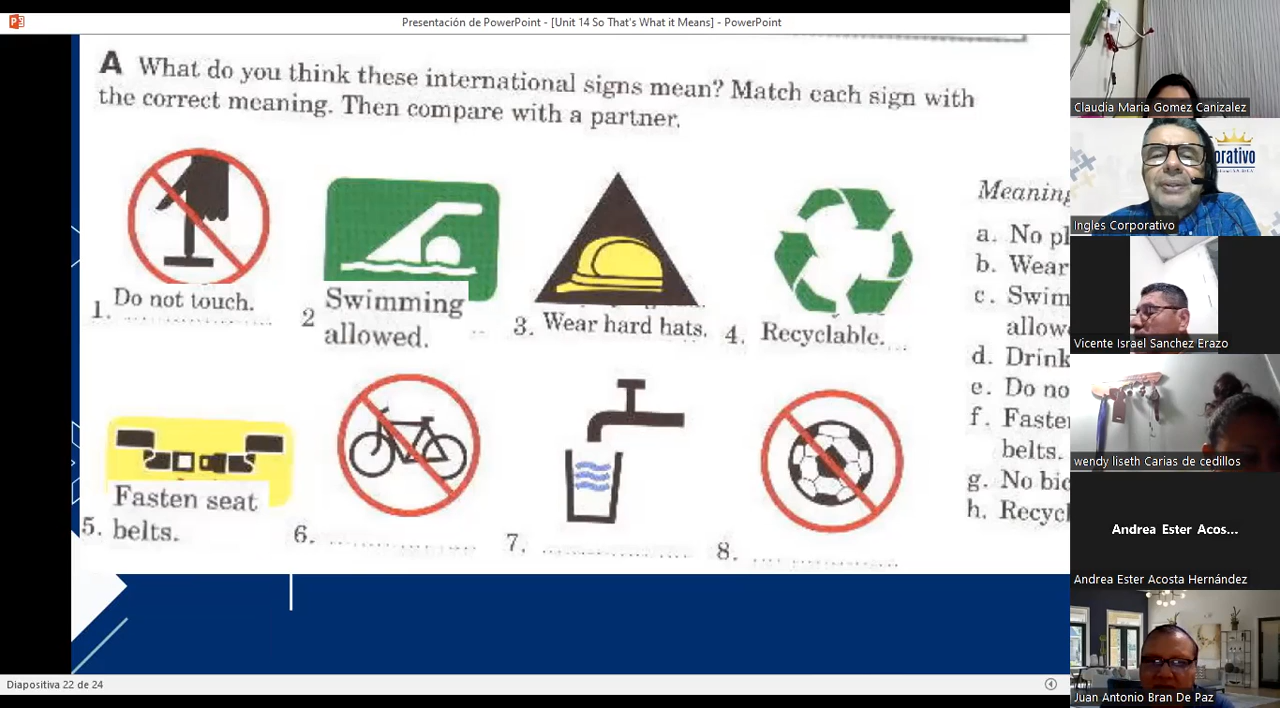 Presentación de PowerPoint - [Unit 14 So That's What it Means] - PowerPoint
A What do you think these international signs mean? Match each sign with
the correct meaning. Then compare with a partner.
1. Do not touch.
2 Swimming
allowed.
3. Wear hard hats.
4. Recyclable.
5. Fasten seat
belts.
6.
7.
8.
Meaning
a. No pl
b. Wear
c. Swim
allow
d. Drink
e. Do no
f. Faste
belts.
g. No bic
h. Recycl
Diapositiva 22 de 24
Claudia Maria Gomez Canizalez
orativo
Ingles Corporativo
Vicente Israel Sanchez Erazo
wendy liseth Carias de cedillos
Andrea Ester Acos...
Andrea Ester Acosta Hernández
Juan Antonio Bran De Paz